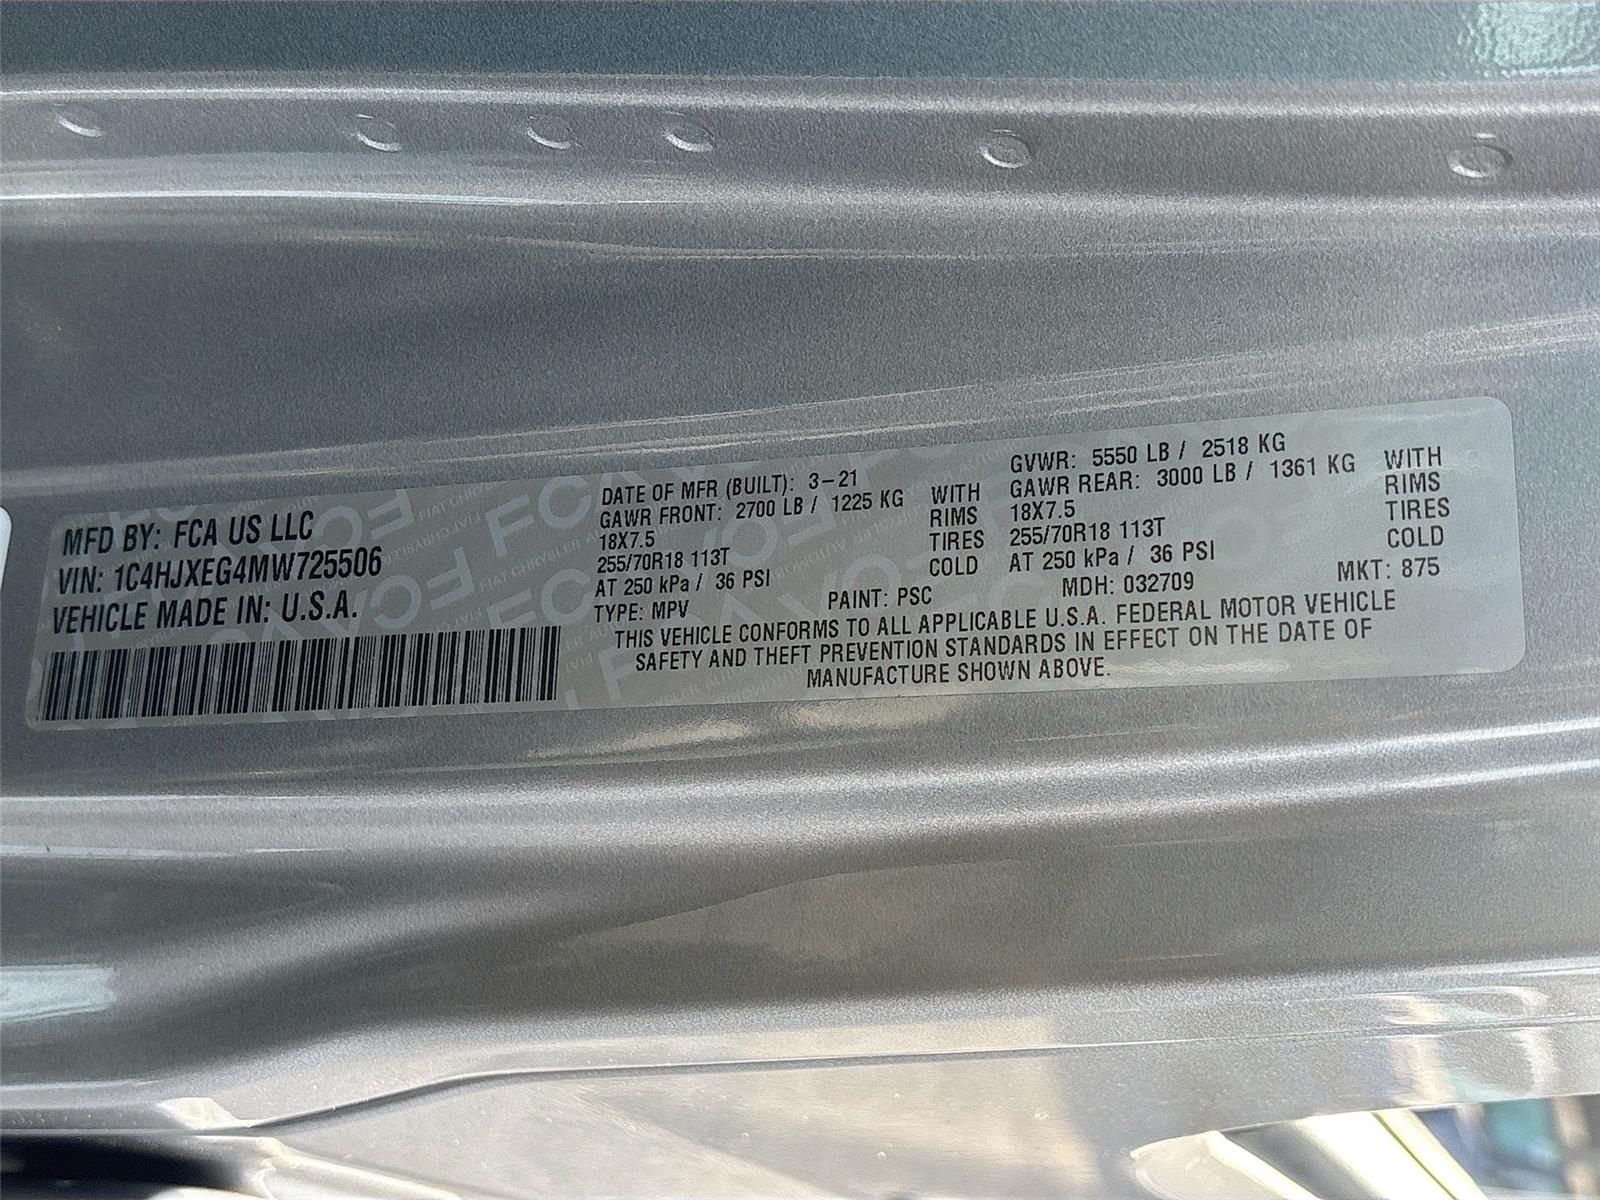 MFD BY: FCA US LLC
VIN: 1C4HJXEG4MW725506
VEHICLE MADE IN: U.S.A.
DATE OF MFR (BUILT): 3-21
GAWR FRONT: 2700 LB / 1225 KG WITH
18X7.5 RIMS
255/70R18 113T TIRES
AT 250 kPa / 36 PSI COLD
GVWR: 5550 LB / 2518 KG
GAWR REAR: 3000 LB / 1361 KG WITH
18X7.5 RIMS
255/70R18 113T TIRES
AT 250 kPa / 36 PSI COLD
TYPE: MPV PAINT: PSC MDH: 032709 MKT: 875
THIS VEHICLE CONFORMS TO ALL APPLICABLE U.S.A. FEDERAL MOTOR VEHICLE
SAFETY AND THEFT PREVENTION STANDARDS IN EFFECT ON THE DATE OF
MANUFACTURE SHOWN ABOVE.